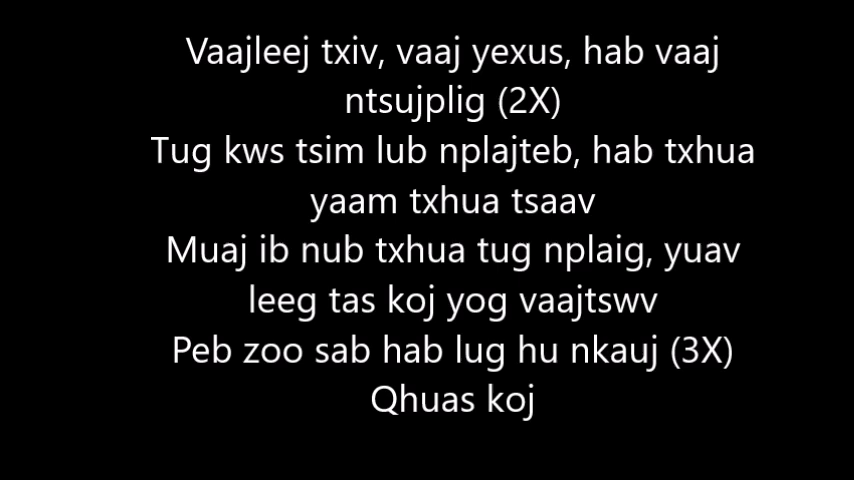 Vaajleej txiv, vaaj yexus, hab vaaj
ntsujplig (2X)
Tug kws tsim lub nplajteb, hab txhua
yaam txhua tsaav
Muaj ib nub txhua tug nplaig, yuav
leeg tas koj yog vaajtswv
Peb zoo sab hab lug hu nkauj (3X)
Qhuas koj